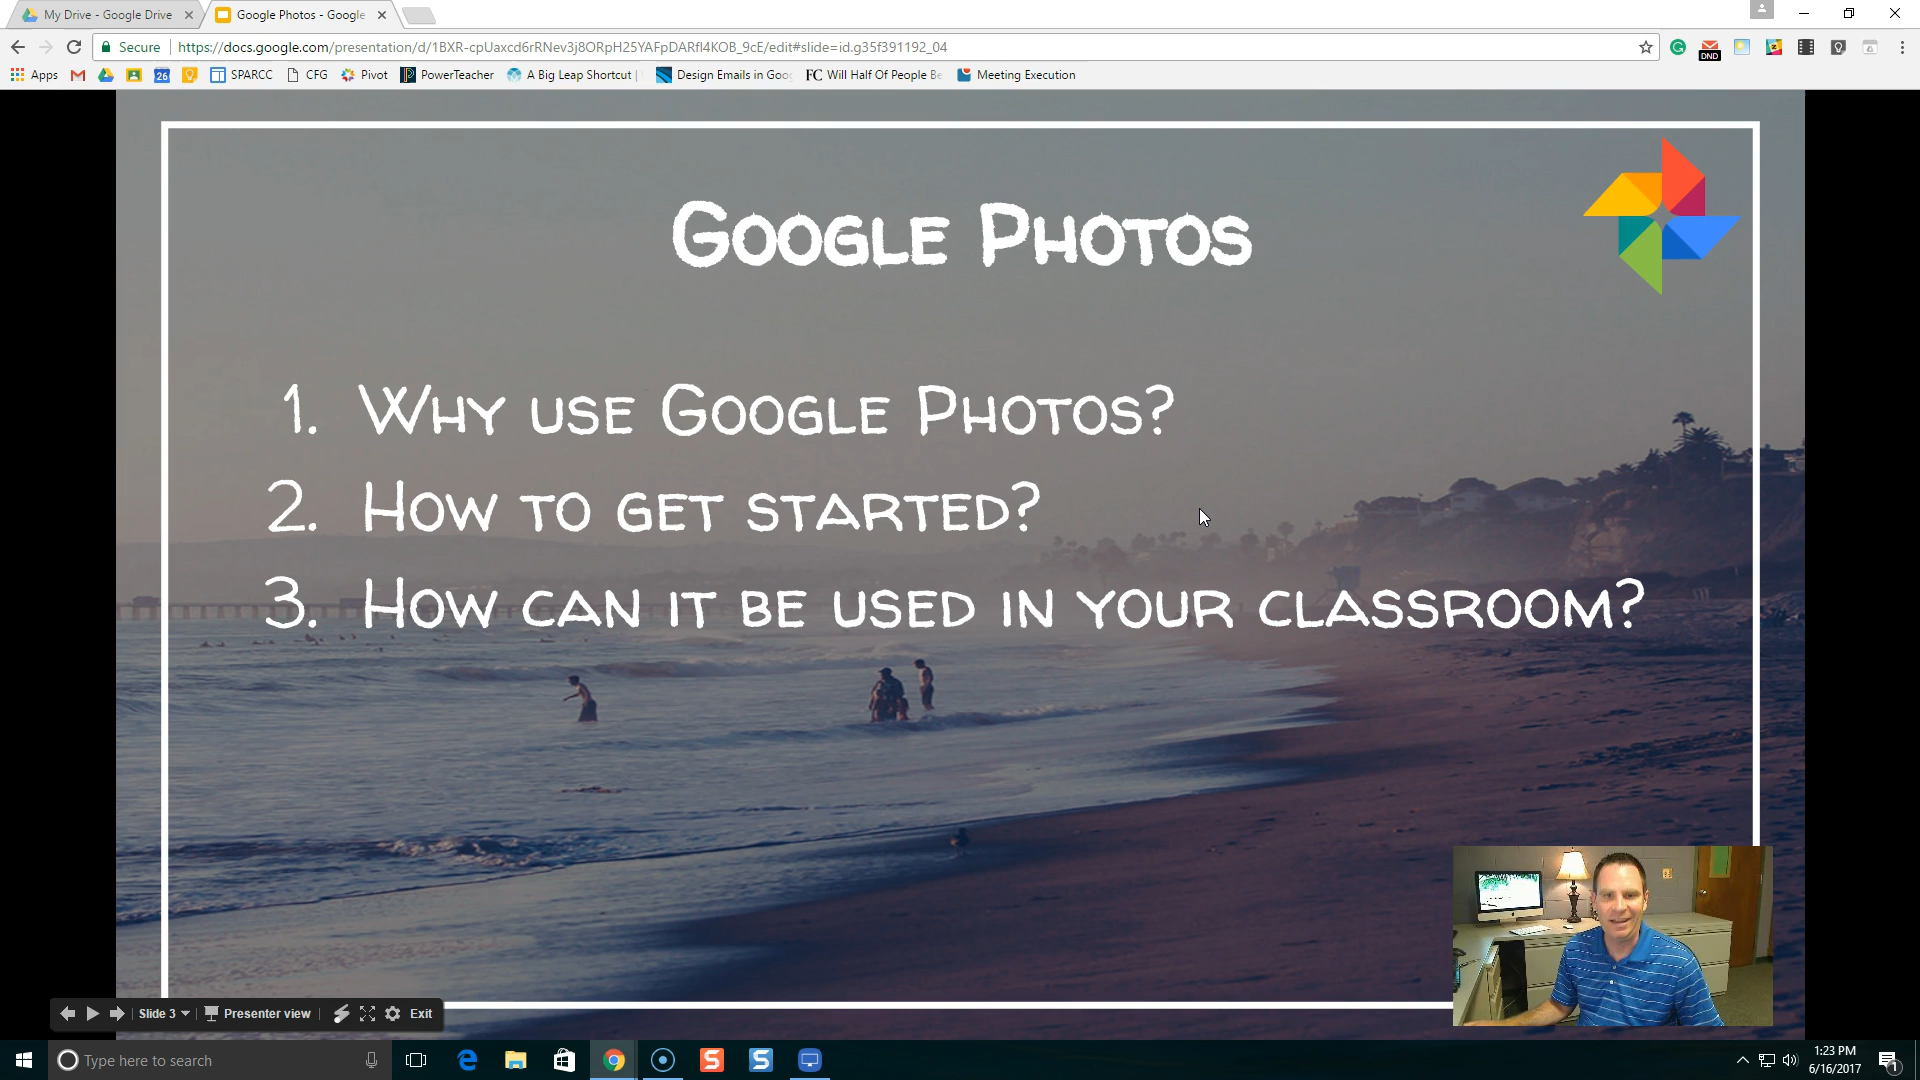 My Drive - Google Drive
Google Photos - Google
Secure
https://docs.google.com/presentation/d/1BXR-cpUaxcd6rRNev3j8ORpH25YAFpDARfl4KOB_9cE/edit#slide=id.g35f391192_04
DND
Apps
26
SPARCC
CFG
Pivot
PowerTeacher
A Big Leap Shortcut |
Design Emails in Goo
FC Will Half Of People Be
Meeting Execution
Google Photos
1. Why use Google Photos?
2. How to get started?
3. How can it be used in your classroom?
Slide 3
Presenter view
Exit
Type here to search
1:23 PM
6/16/2017
1